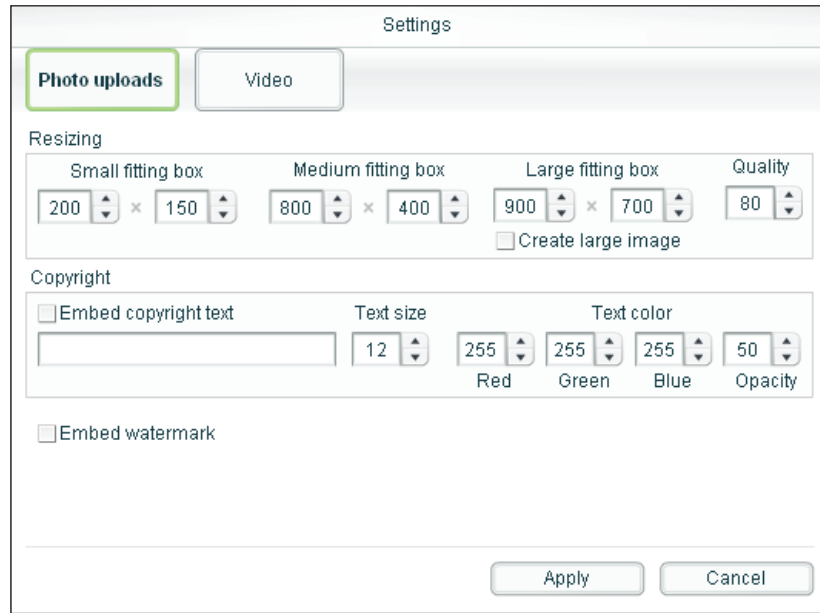 Settings
Photo uploads Video
Resizing
Small fitting box Medium fitting box Large fitting box Quality
200 × 150 800 × 400 900 × 700 80
Create large image
Copyright
Embed copyright text Text size Text color
12 255 255 255 50
Red Green Blue Opacity
Embed watermark
Apply Cancel